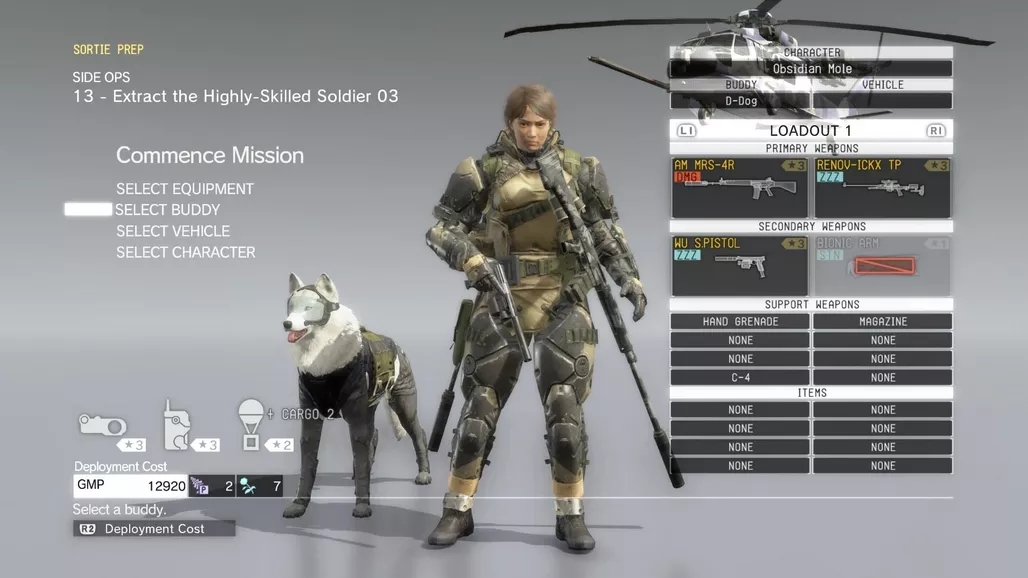 SORTIE PREP
SIDE OPS
13 - Extract the Highly-Skilled Soldier 03
Commence Mission
SELECT EQUIPMENT
SELECT BUDDY
SELECT VEHICLE
SELECT CHARACTER
+ CARGO 2
★3
★3
★2
Deployment Cost
GMP 12920 P 2 7
Select a buddy.
R2 Deployment Cost
CHARACTER
Obsidian Mole
BUDDY VEHICLE
D-Dog
L1 LOADOUT 1 R1
PRIMARY WEAPONS
AM MRS-4R ★3 RENOV-ICKX TP ★3
DMG ZZZ
SECONDARY WEAPONS
WU S.PISTOL ★3 BIONIC ARM ★1
ZZZ STN
SUPPORT WEAPONS
HAND GRENADE MAGAZINE
NONE NONE
NONE NONE
C-4 NONE
ITEMS
NONE NONE
NONE NONE
NONE NONE
NONE NONE